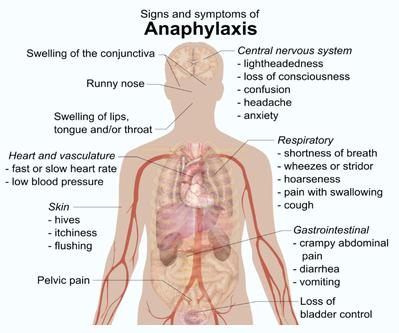 Signs and symptoms of
Anaphylaxis
Swelling of the conjunctiva
Runny nose
Swelling of lips,
tongue and/or throat
Central nervous system
- lightheadedness
- loss of consciousness
- confusion
- headache
- anxiety
Heart and vasculature
- fast or slow heart rate
- low blood pressure
Respiratory
- shortness of breath
- wheezes or stridor
- hoarseness
- pain with swallowing
- cough
Skin
- hives
- itchiness
- flushing
Gastrointestinal
- crampy abdominal
pain
- diarrhea
- vomiting
Pelvic pain
Loss of
bladder control